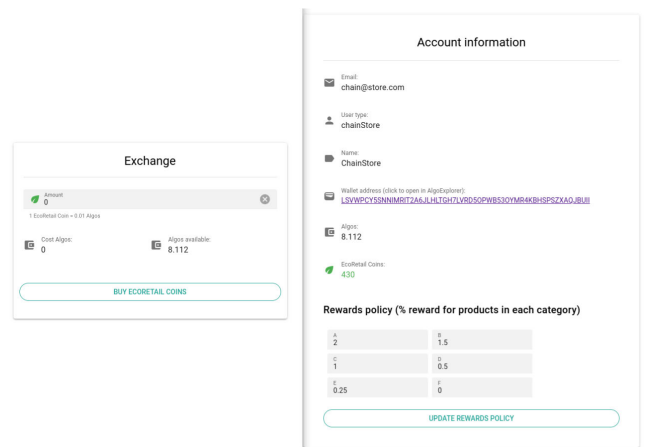 Exchange
Amount
0
1 EcoRetail Coin = 0.01 Algos
Cost Algos:
0
Algos available:
8.112
BUY ECORETAIL COINS
Account information
Email:
chain@store.com
User type:
chainStore
Name:
ChainStore
Wallet address (click to open in AlgoExplorer):
LSVWPCY5SNNIMRIT2A6JLHLTGH7LVRD5OPWB53OYMR4KBHSPSZXAQJBUII
Algos:
8.112
EcoRetail Coins:
430
Rewards policy (% reward for products in each category)
A
2
B
1.5
C
1
D
0.5
E
0.25
F
0
UPDATE REWARDS POLICY